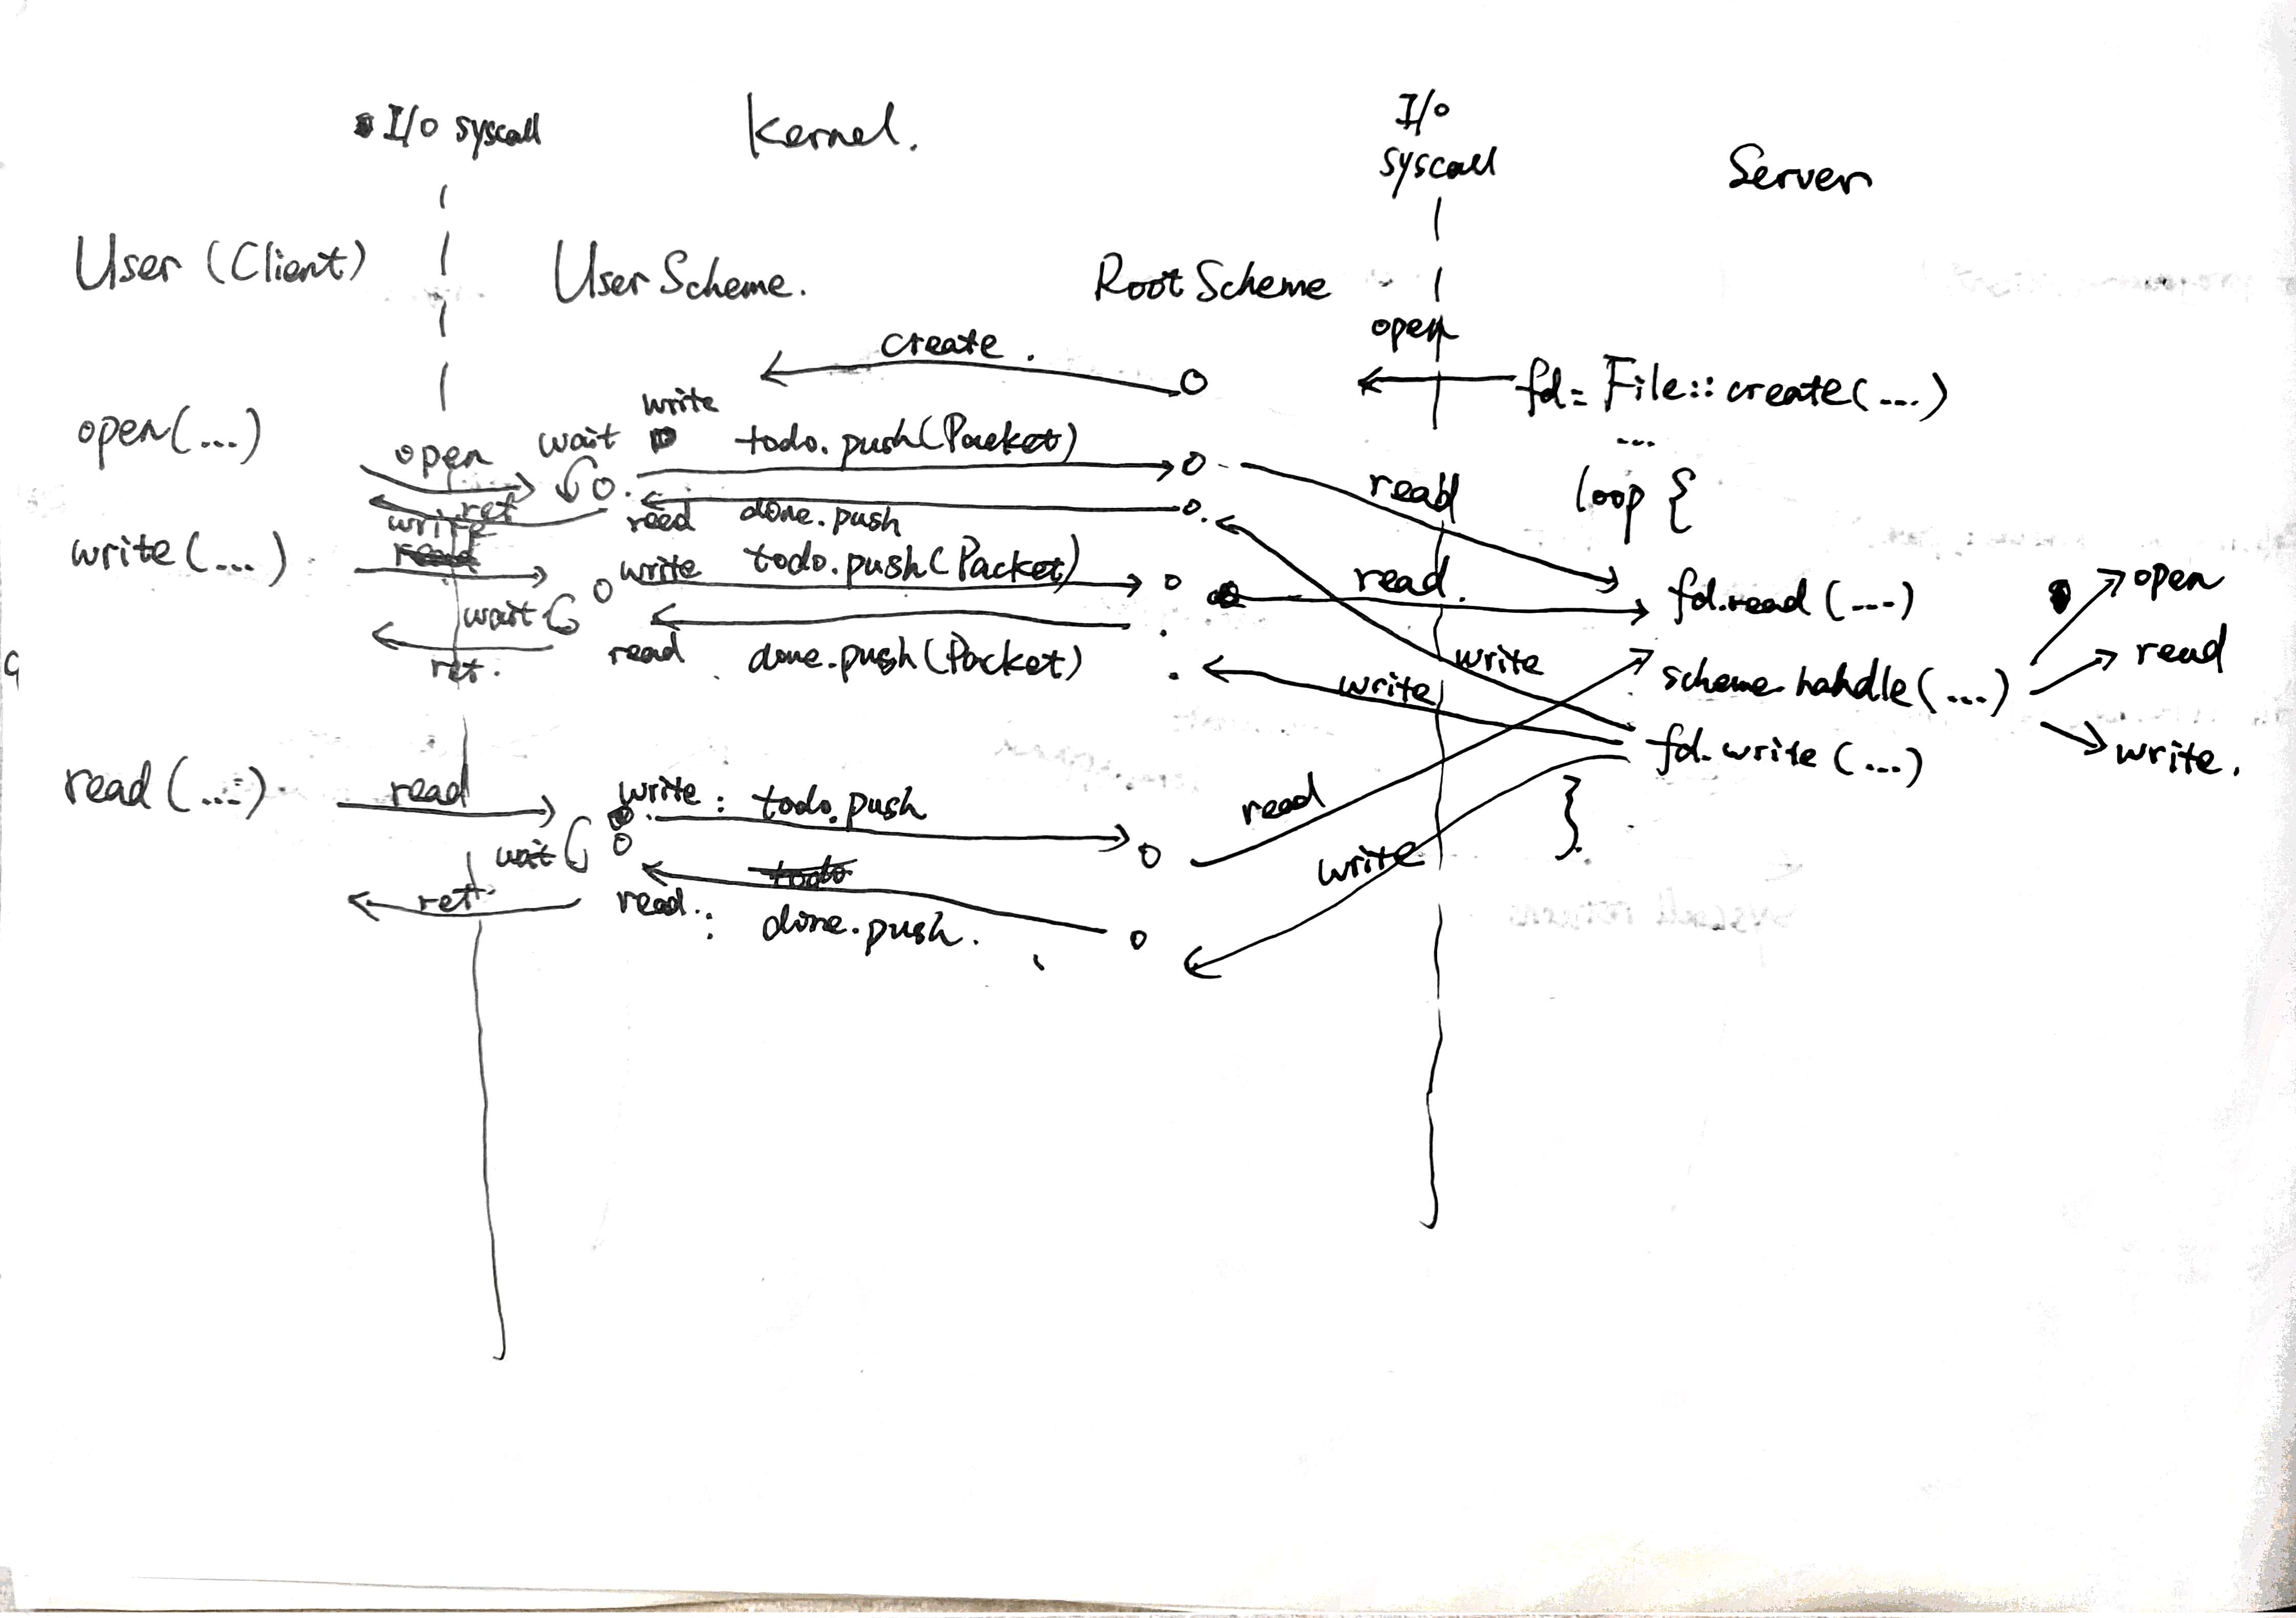 I/O syscall
Kernel.
I/O
syscall
Server
User (Client)
User Scheme.
Root Scheme
open
create.
fd = File::create(...)
...
write
open(...)
open
wait
todo.push(Packet)
read
loop {
ret
read
done.push
write
write(...)
write
todo.push(Packet)
read.
fd.read(...)
open
wait
ret.
read
done.push(Packet)
write
write
scheme.handle(...)
read
fd.write(...)
write.
read(...)
read
write:
todo.push
read
}
wait
write
ret
read:
done.push.